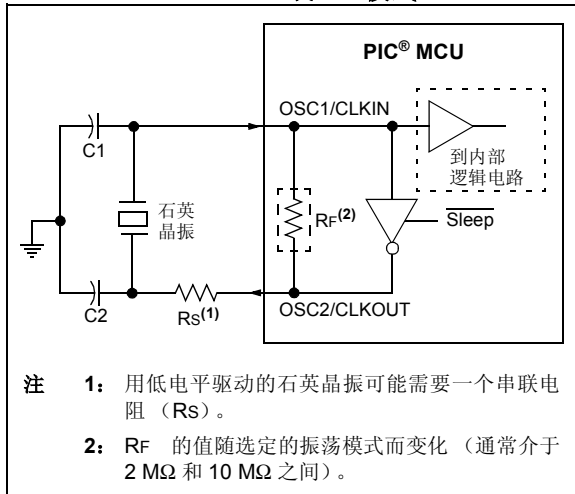 PIC® MCU
OSC1/CLKIN
C1
到内部
逻辑电路
石英
晶振
RF(2)
Sleep
C2
RS(1)
OSC2/CLKOUT
注 1： 用低电平驱动的石英晶振可能需要一个串联电
阻 （RS）。
2： RF 的值随选定的振荡模式而变化 （通常介于
2 MΩ 和 10 MΩ 之间）。